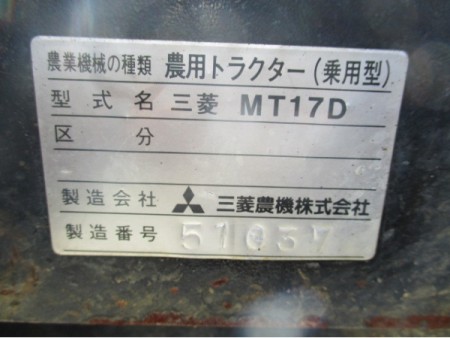 農業機械の種類 農用トラクター(乗用型)
型式名 三菱 MT17D
区分
製造会社 三菱農機株式会社
製造番号 51037